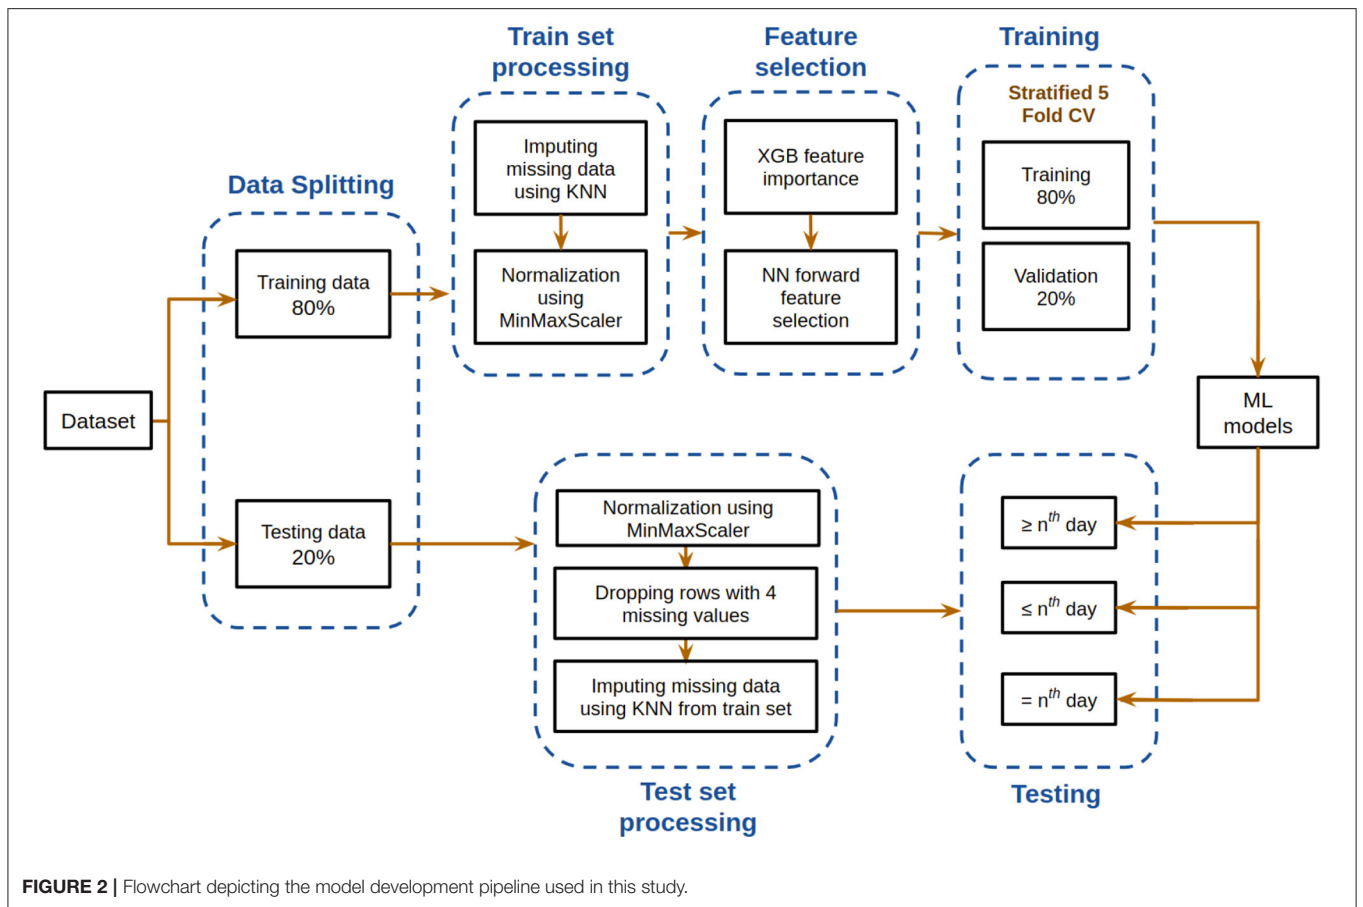 Train set
processing
Feature
selection
Training
Stratified 5
Fold CV
Imputing
missing data
using KNN
XGB feature
importance
Training
80%
Data Splitting
Training data
80%
Normalization
using
MinMaxScaler
NN forward
feature
selection
Validation
20%
Dataset
ML
models
Testing data
20%
Normalization using
MinMaxScaler
Dropping rows with 4
missing values
Imputing missing data
using KNN from train set
≥ nth day
≤ nth day
= nth day
Test set
processing
Testing
FIGURE 2 | Flowchart depicting the model development pipeline used in this study.